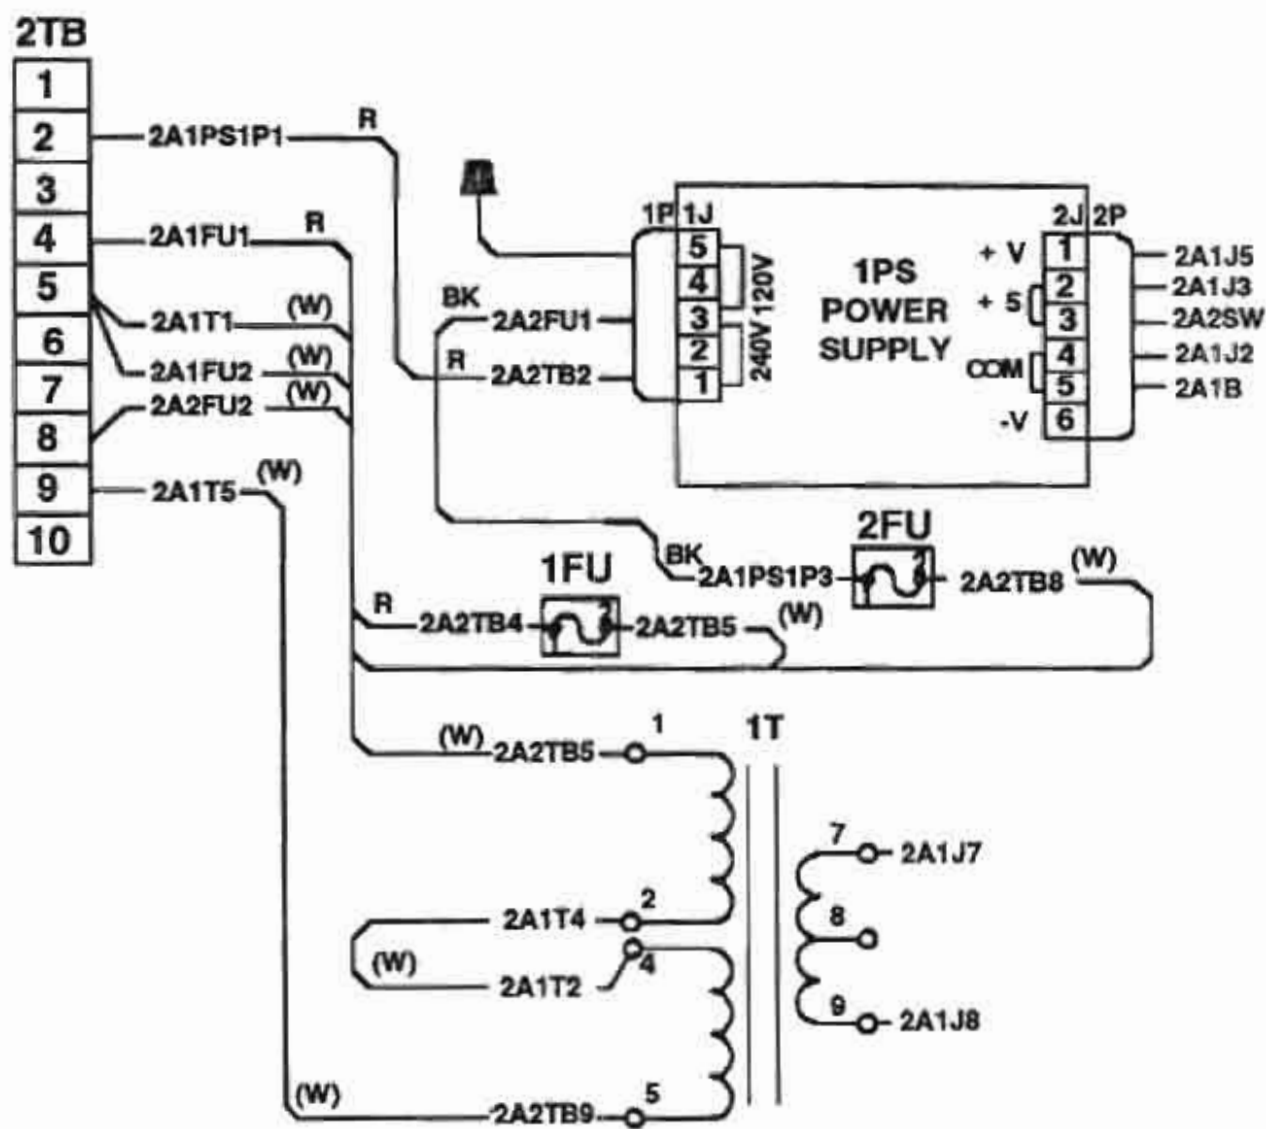 2TB
1
2
3
4
5
6
7
8
9
10
2A1PS1P1
R
2A1FU1
R
2A1T1
(W)
2A1FU2
(W)
2A2FU2
(W)
2A1T5
(W)
1P 1J
5
4
3
2
1
120V
240V
BK
2A2FU1
R
2A2TB2
1PS
POWER
SUPPLY
2J 2P
+ V
+ S
COM
-V
1
2
3
4
5
6
2A1J5
2A1J3
2A2SW
2A1J2
2A1B
2FU
BK
2A1PS1P3
2
2A2TB8
(W)
1FU
R
2A2TB4
2
2A2TB5
(W)
1T
(W)
2A2TB5
1
2A1T4
2
(W)
2A1T2
4
(W)
2A2TB9
5
7
2A1J7
8
9
2A1J8